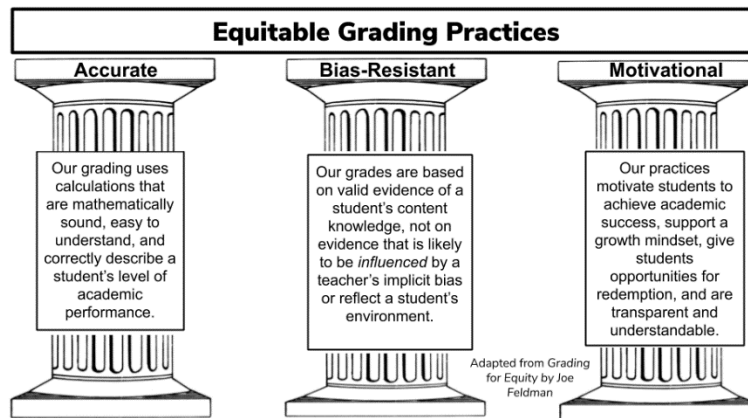 Equitable Grading Practices
Accurate
Our grading uses
calculations that
are mathematically
sound, easy to
understand, and
correctly describe a
student's level of
academic
performance.
Bias-Resistant
Our grades are based
on valid evidence of a
student's content
knowledge, not on
evidence that is likely
to be influenced by a
teacher's implicit bias
or reflect a student's
environment.
Motivational
Our practices
motivate students to
achieve academic
success, support a
growth mindset, give
students
opportunities for
redemption, and are
transparent and
understandable.
Adapted from Grading
for Equity by Joe
Feldman